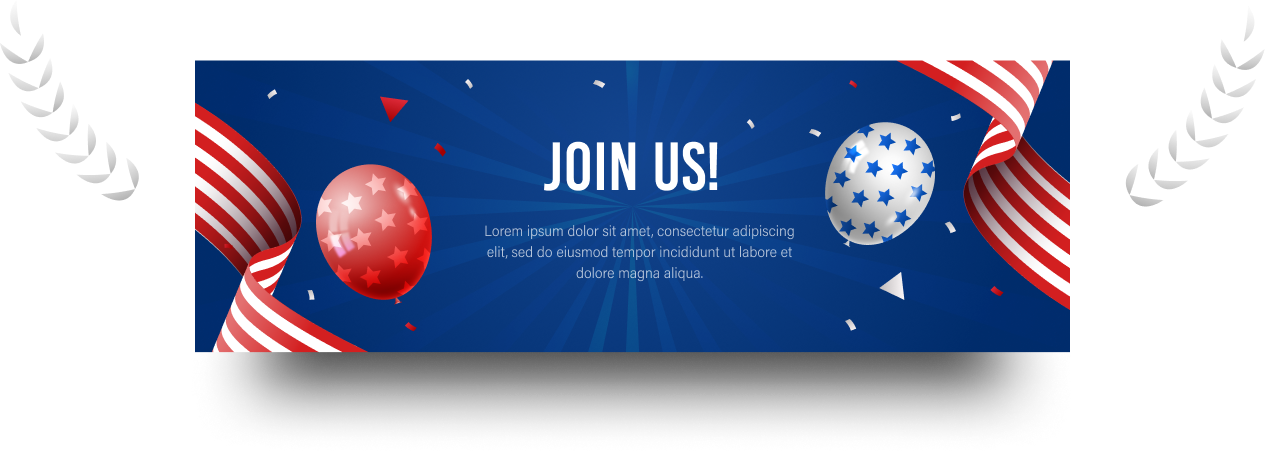 JOIN US!
Lorem ipsum dolor sit amet, consectetur adipiscing
elit, sed do eiusmod tempor incididunt ut labore et
dolore magna aliqua.